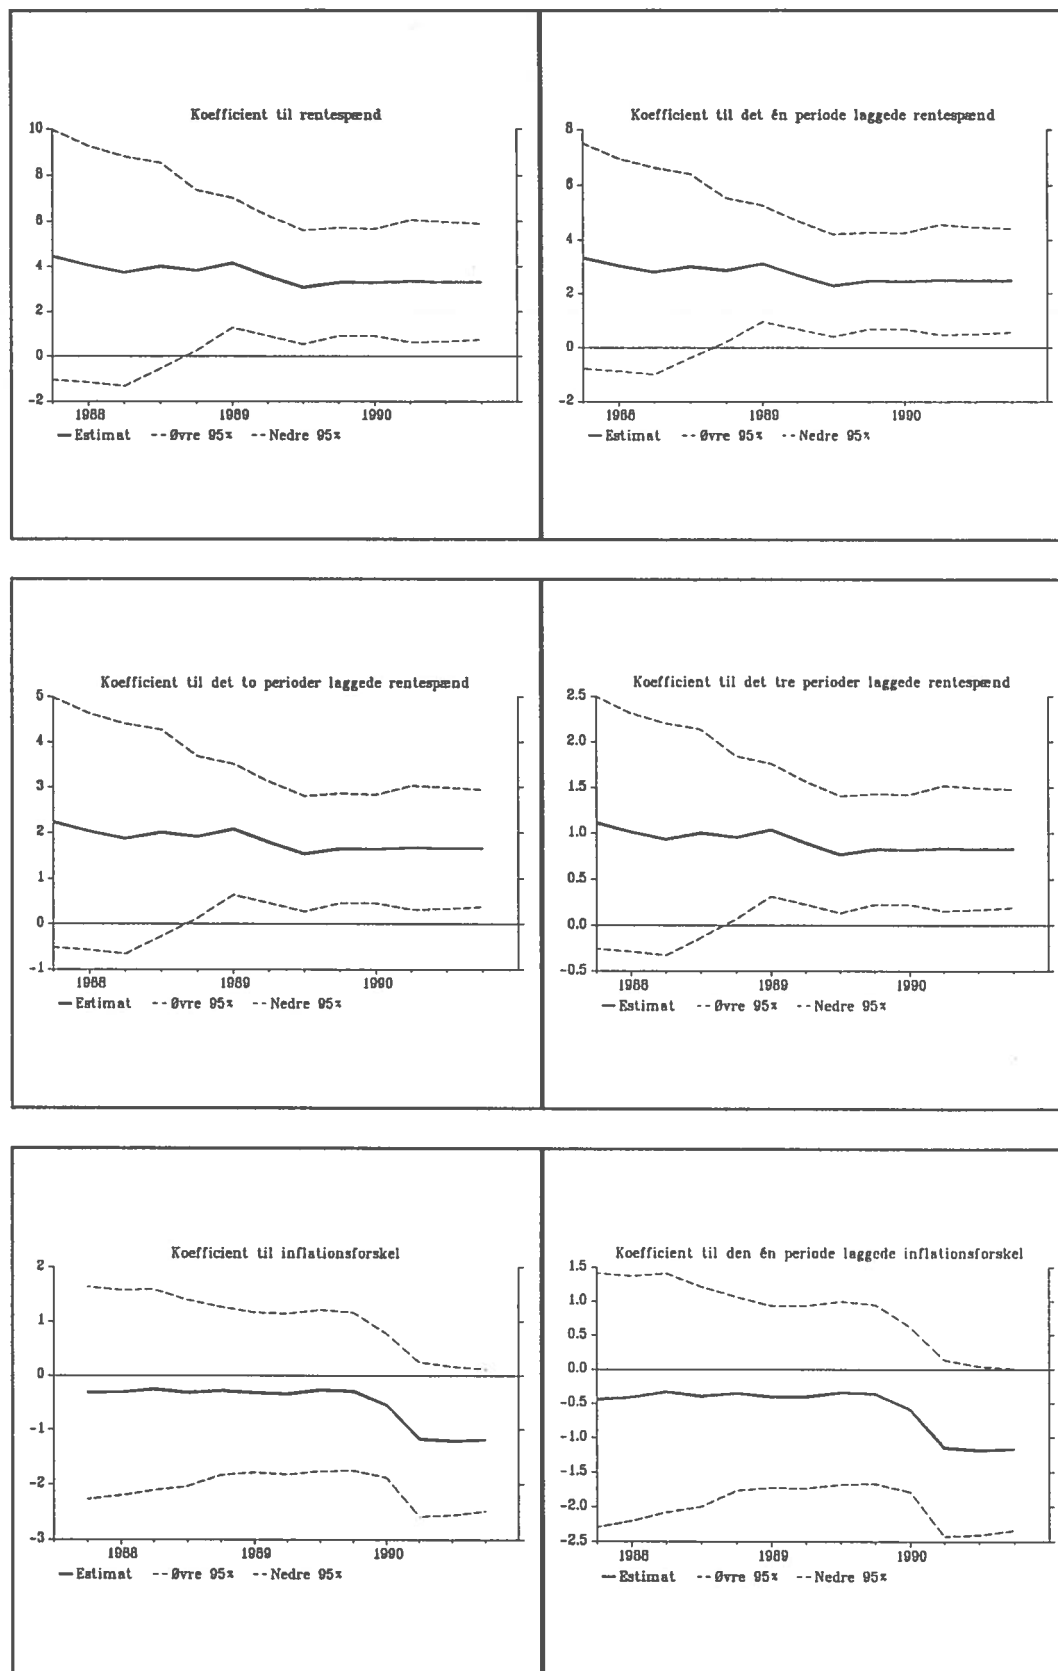 Koefficient til rentespænd
10
8
6
4
2
0
-2
1988 1989 1990
Estimat Øvre 95% Nedre 95%
Koefficient til det én periode laggede rentespænd
8
6
4
2
0
-2
1988 1989 1990
Estimat Øvre 95% Nedre 95%
Koefficient til det to perioder laggede rentespænd
5
4
3
2
1
0
-1
1988 1989 1990
Estimat Øvre 95% Nedre 95%
Koefficient til det tre perioder laggede rentespænd
2.5
2.0
1.5
1.0
0.5
0.0
-0.5
1988 1989 1990
Estimat Øvre 95% Nedre 95%
Koefficient til inflationsforskel
2
1
0
-1
-2
-3
1988 1989 1990
Estimat Øvre 95% Nedre 95%
Koefficient til den én periode laggede inflationsforskel
1.5
1.0
0.5
0.0
-0.5
-1.0
-1.5
-2.0
-2.5
1988 1989 1990
Estimat Øvre 95% Nedre 95%